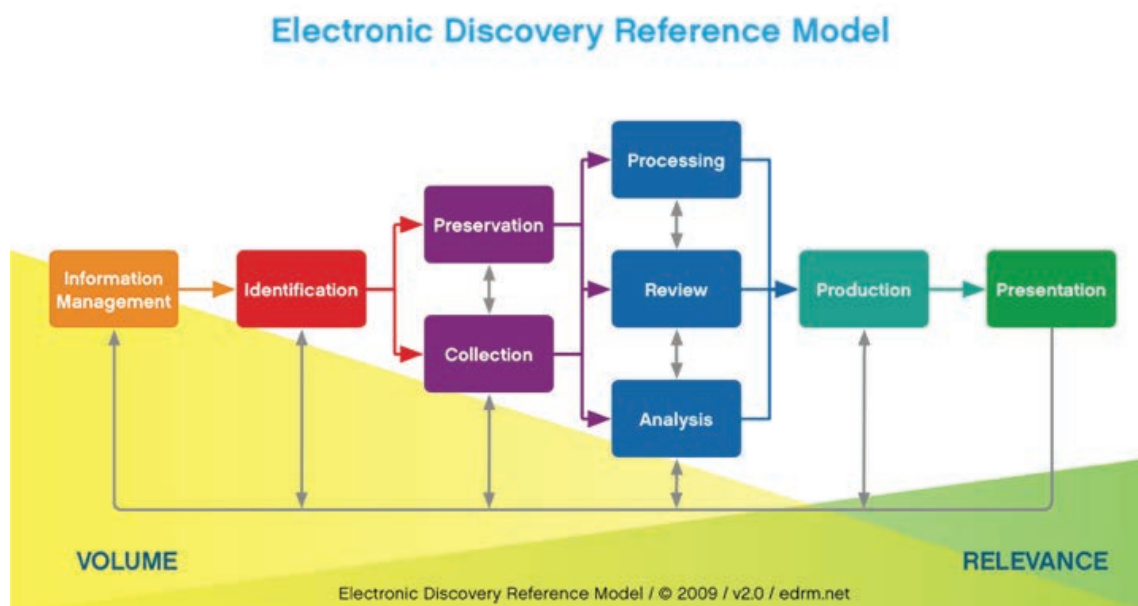 Electronic Discovery Reference Model
Processing
Preservation
Information
Management
Identification
Review
Production
Presentation
Collection
Analysis
VOLUME
RELEVANCE
Electronic Discovery Reference Model / © 2009 / v2.0 / edrm.net